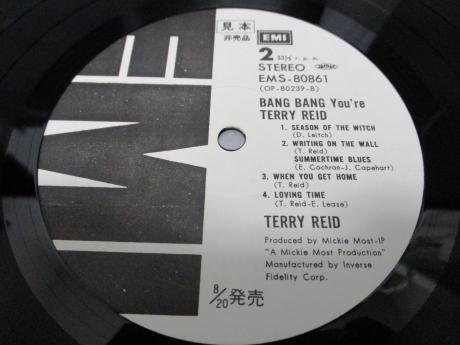 見本
非売品
EMI
2 33⅓ r.p.m.
STEREO
EMS-80861
(OP-80239-B)
BANG BANG You're
TERRY REID
1. SEASON OF THE WITCH
(D. Leitch)
2. WRITING ON THE WALL
(T. Reid)
SUMMERTIME BLUES
(E. Cochran-J. Capehart)
3. WHEN YOU GET HOME
(T. Reid)
4. LOVING TIME
(T. Reid-E. Lease)
TERRY REID
Produced by Mickie Most-IP
"A Mickie Most Production"
Manufactured by Inverse
Fidelity Corp.
8/20発売
EMI